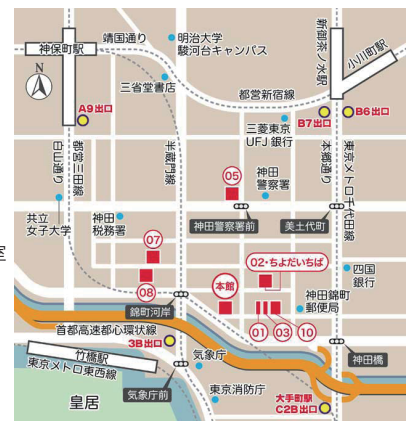 靖国通り
神保町駅
明治大学
駿河台キャンパス
三省堂書店
新御茶ノ水駅
小川町駅
都営新宿線
A9出口
B7出口
B6出口
三菱東京
UFJ 銀行
都営三田線
白山通り
半蔵門線
本郷通り
東京メトロ千代田線
05
神田
警察署
共立
女子大学
神田
税務署
神田警察署前
美土代町
07
02・ちよだいちば
室
08
本館
四国
銀行
神田錦町
郵便局
錦町河岸
01
03
10
首都高速都心環状線
3B出口
神田橋
竹橋駅
東京メトロ東西線
気象庁
気象庁前
東京消防庁
大手町駅
C2B出口
皇居
N